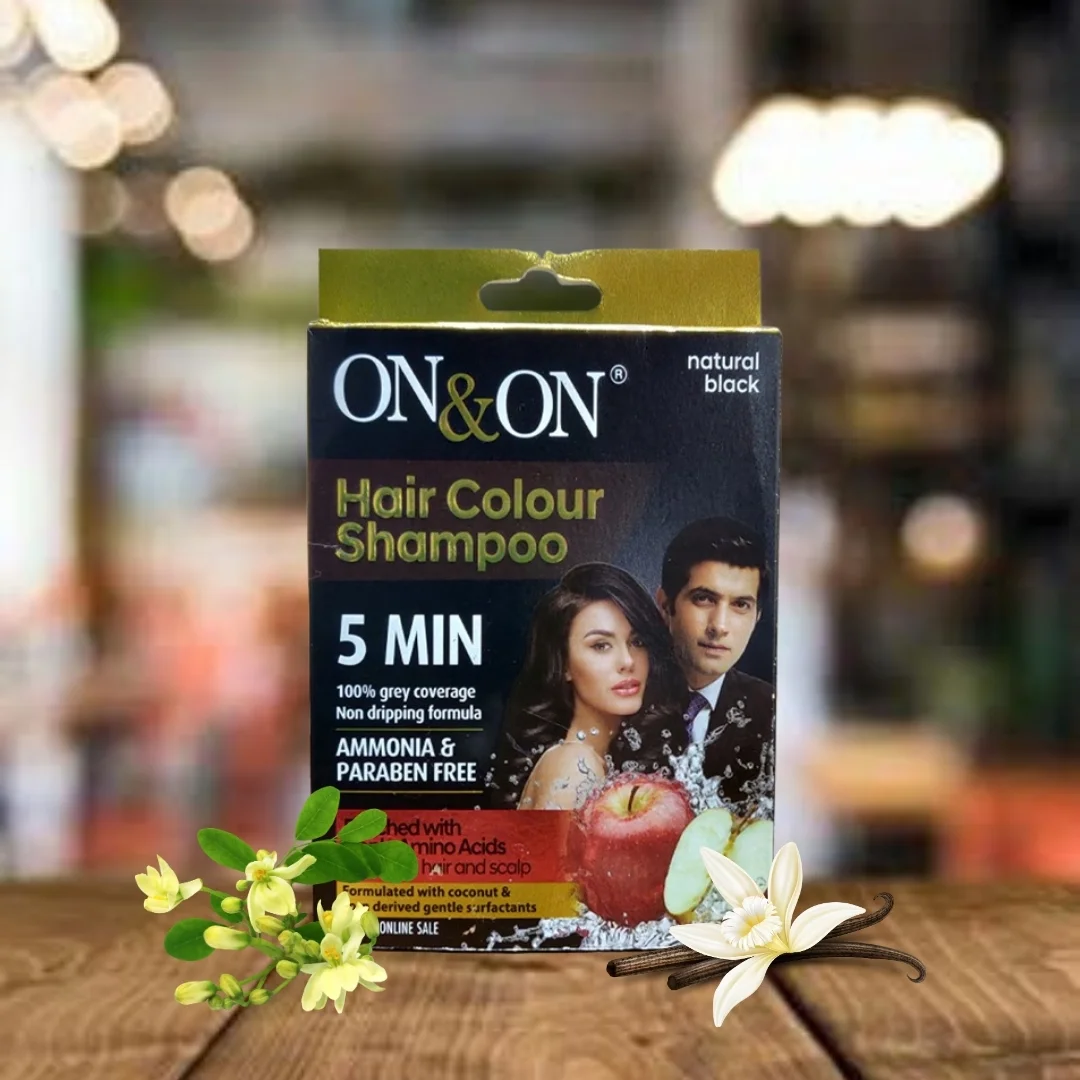 ON&ON®
natural
black
Hair Colour
Shampoo
5 MIN
100% grey coverage
Non dripping formula
AMMONIA &
PARABEN FREE
with
Amino Acids
hair and scalp
Formulated with coconut &
derived gentle surfactants
ONLINE SALE